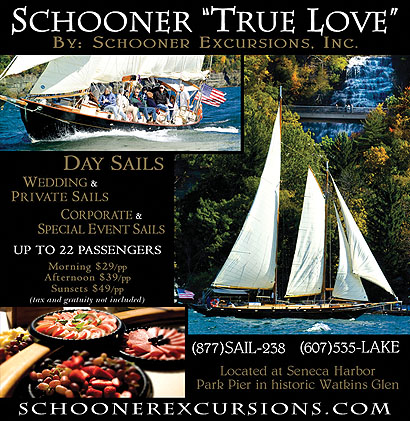 SCHOONER "TRUE LOVE"
BY: SCHOONER EXCURSIONS, INC.
DAY SAILS
WEDDING &
PRIVATE SAILS
CORPORATE &
SPECIAL EVENT SAILS
UP TO 22 PASSENGERS
Morning $29/pp
Afternoon $39/pp
Sunsets $49/pp
(tax and gratuity not included)
(877)SAIL-238 (607)535-LAKE
Located at Seneca Harbor
Park Pier in historic Watkins Glen
SCHOONEREXCURSIONS.COM